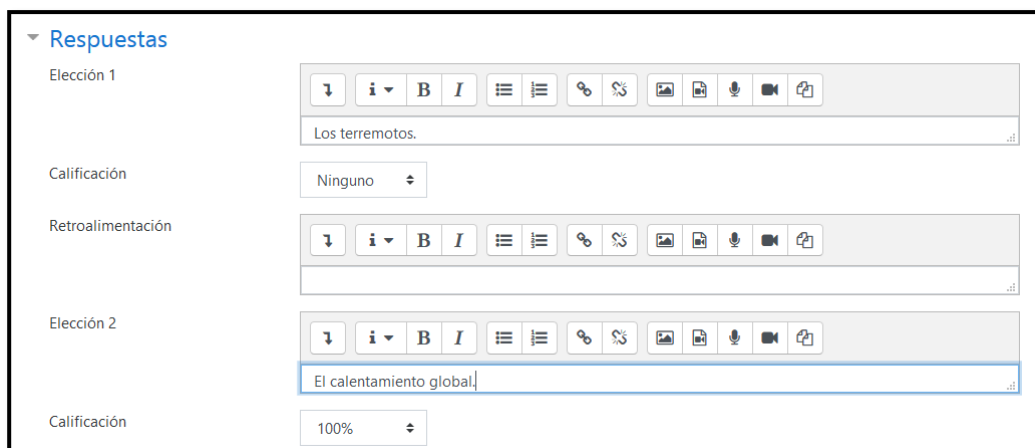 Respuestas
Elección 1
Los terremotos.
Calificación
Ninguno
Retroalimentación
Elección 2
El calentamiento global.
Calificación
100%